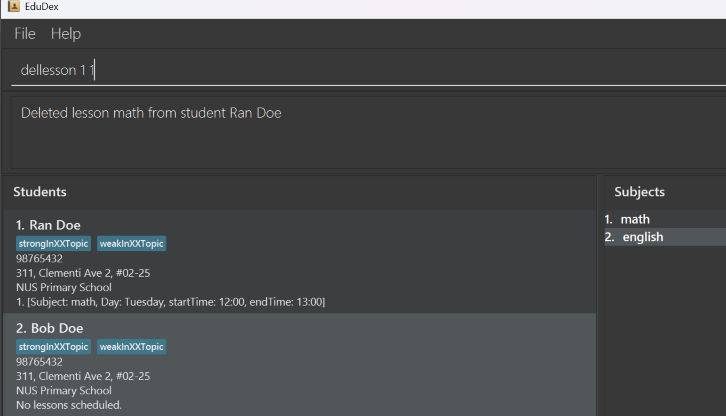 EduDex
File Help
dellesson 1 1
Deleted lesson math from student Ran Doe
Students
1. Ran Doe
strongInXXTopic weakInXXTopic
98765432
311, Clementi Ave 2, #02-25
NUS Primary School
1. [Subject: math, Day: Tuesday, startTime: 12:00, endTime: 13:00]
2. Bob Doe
strongInXXTopic weakInXXTopic
98765432
311, Clementi Ave 2, #02-25
NUS Primary School
No lessons scheduled.
Subjects
1. math
2. english